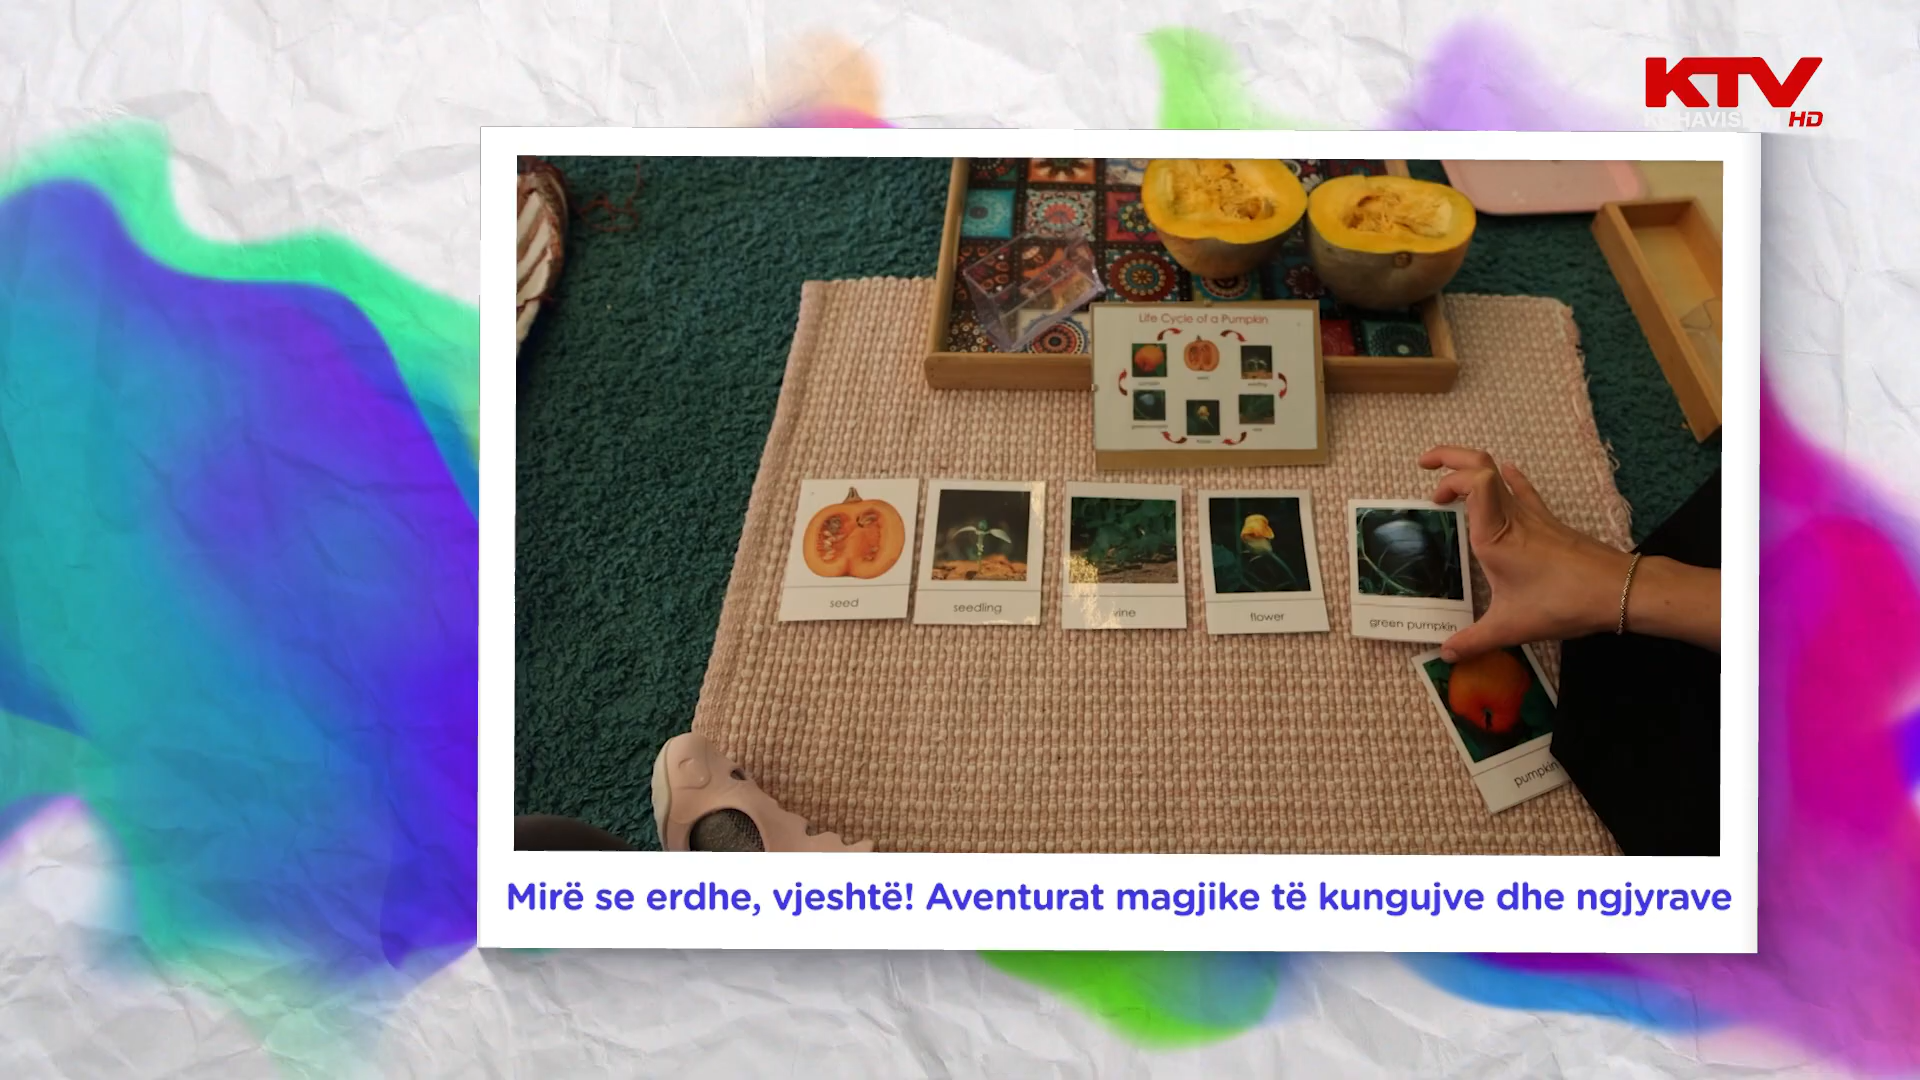 KTV
KOHAVISION HD
Life Cycle of a Pumpkin
seed
seedling
vine
flower
green pumpkin
pumpkin
Mirë se erdhe, vjeshtë! Aventurat magjike të kungujve dhe ngjyrave